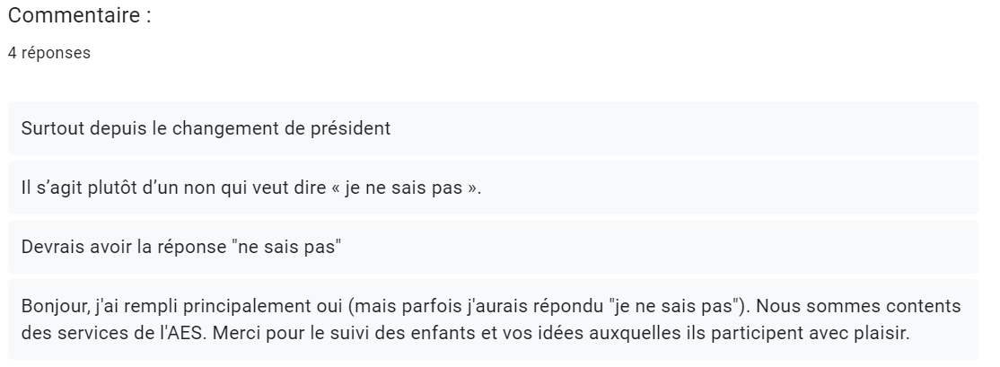 Commentaire :
4 réponses
Surtout depuis le changement de président
Il s’agit plutôt d’un non qui veut dire « je ne sais pas ».
Devrais avoir la réponse "ne sais pas"
Bonjour, j'ai rempli principalement oui (mais parfois j'aurais répondu "je ne sais pas"). Nous sommes contents
des services de l'AES. Merci pour le suivi des enfants et vos idées auxquelles ils participent avec plaisir.